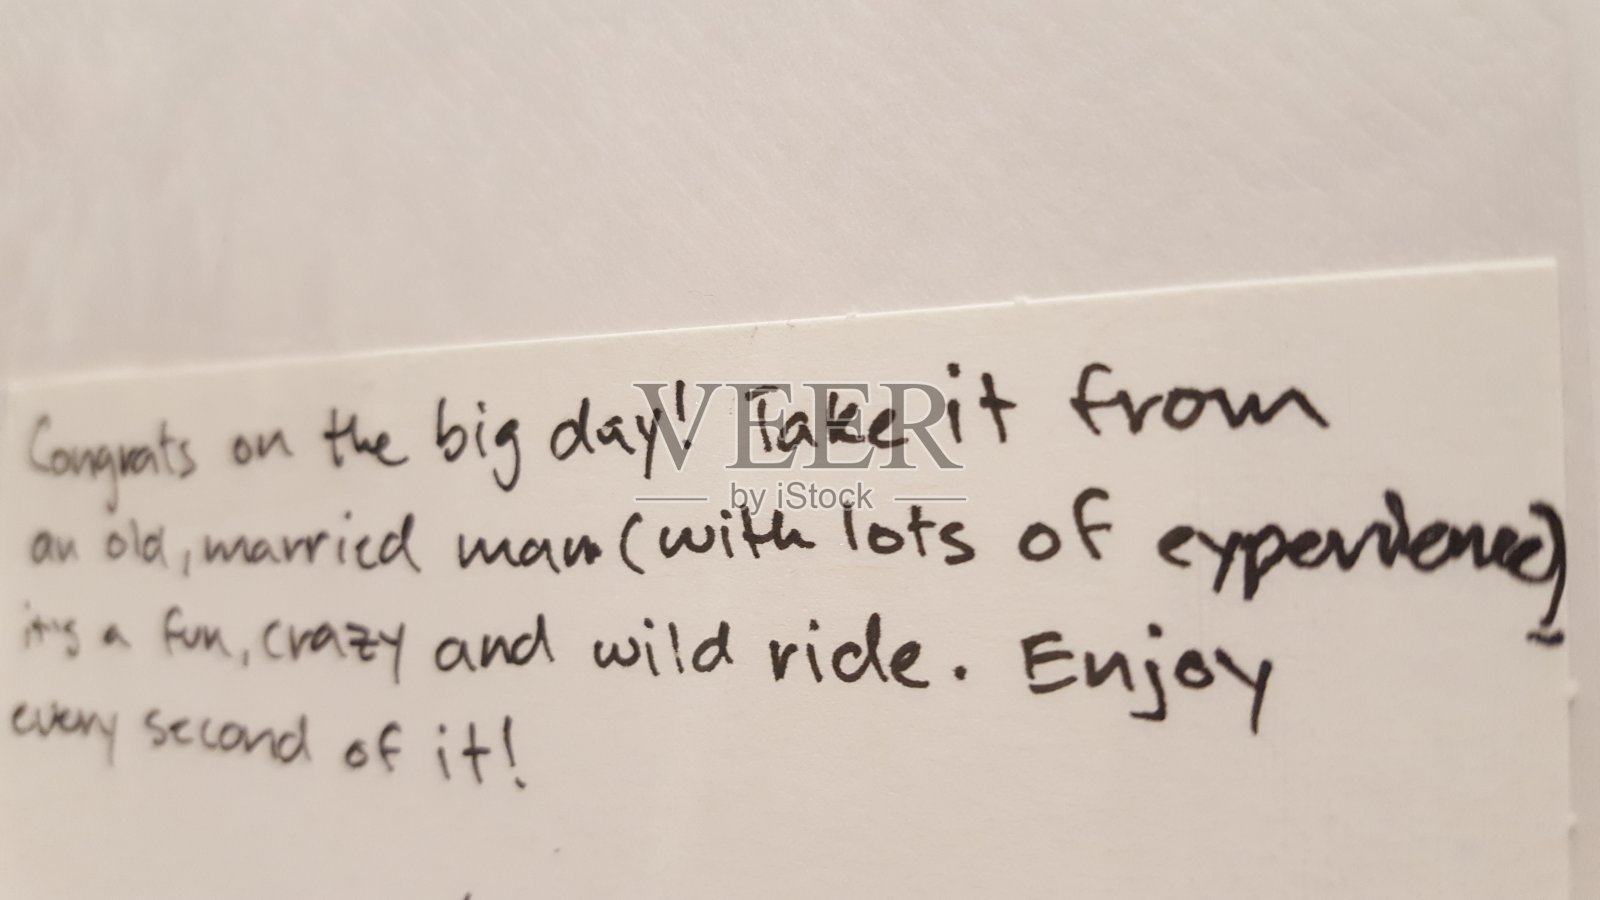 Congrats on the big day! Take it from
an old, married man (with lots of experience)
it's a fun, crazy and wild ride. Enjoy
every second of it!
VEER
by iStock